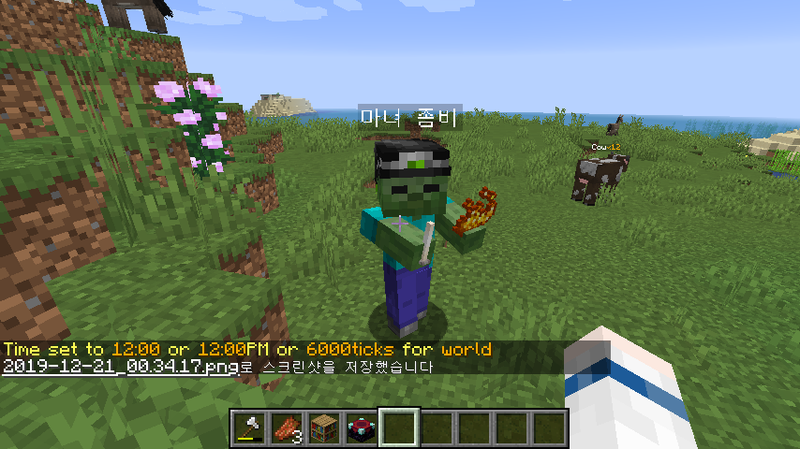 마녀 좀비
Cow×12
Time set to 12:00 or 12:00PM or 6000ticks for world
2019-12-21_00.34.17.png로 스크린샷을 저장했습니다
3